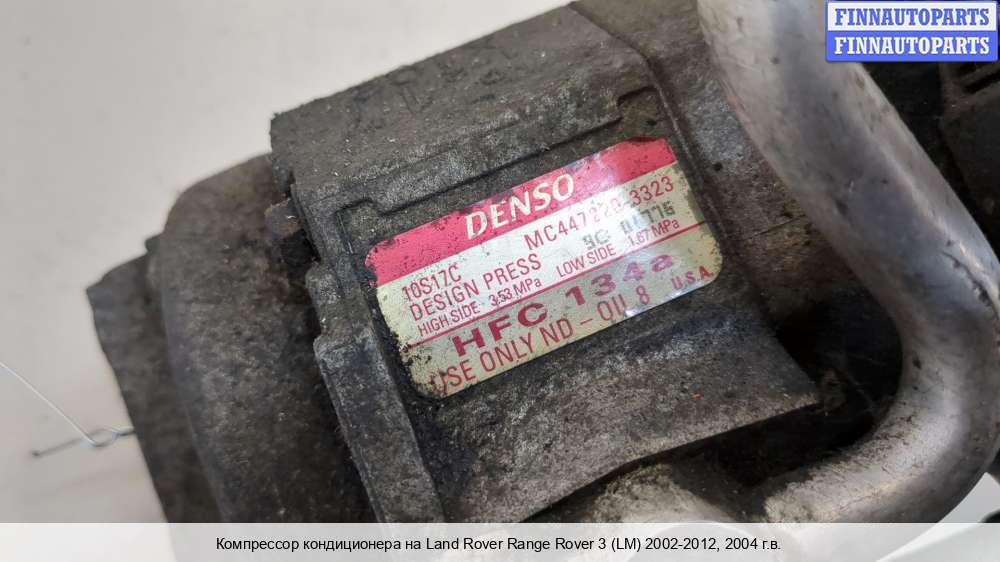 FINNAUTOPARTS
FINNAUTOPARTS
DENSO
10S17C MC447220-3323
DESIGN PRESS
HIGH SIDE 3.53 MPa LOW SIDE 1.67 MPa
HFC 134a
USE ONLY ND-OIL 8 U.S.A.
Компрессор кондиционера на Land Rover Range Rover 3 (LM) 2002-2012, 2004 г.в.